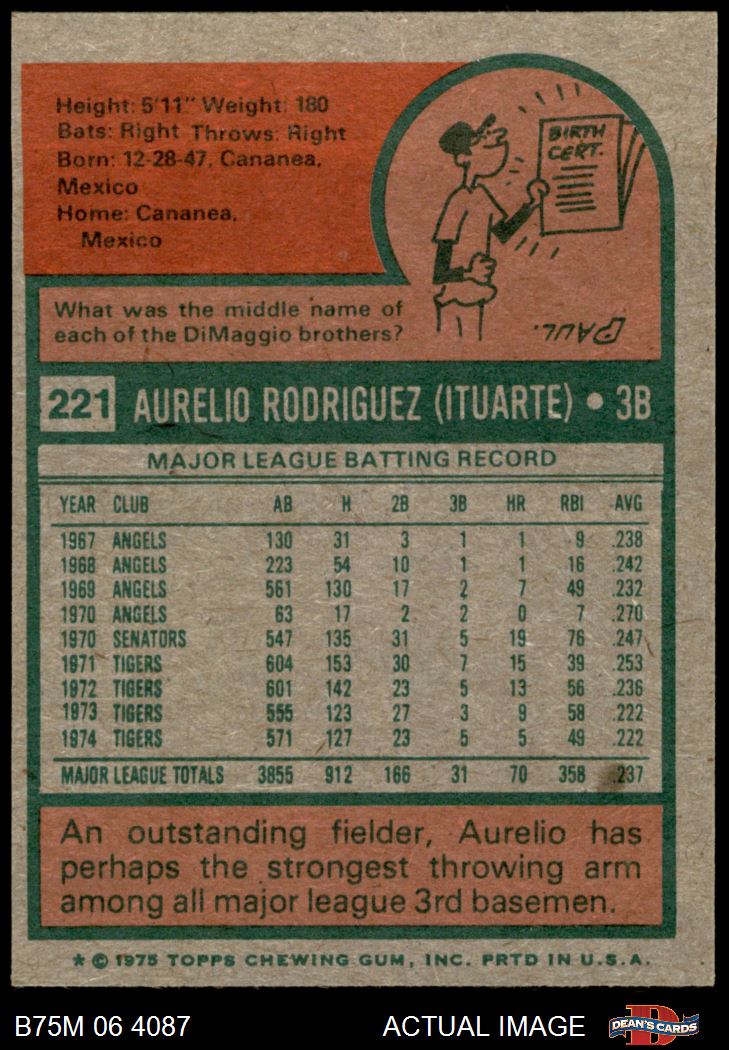 Height: 5'11" Weight: 180
Bats: Right Throws: Right
Born: 12-28-47, Cananea,
Mexico
Home: Cananea,
Mexico
BIRTH
CERT.
What was the middle name of
each of the DiMaggio brothers?
PAUL.
221 AURELIO RODRIGUEZ (ITUARTE) • 3B
MAJOR LEAGUE BATTING RECORD
YEAR CLUB AB H 2B 3B HR RBI AVG
1967 ANGELS 130 31 3 1 1 9 .238
1968 ANGELS 223 54 10 1 1 16 .242
1969 ANGELS 561 130 17 2 7 49 .232
1970 ANGELS 63 17 2 2 0 7 .270
1970 SENATORS 547 135 31 5 19 76 .247
1971 TIGERS 604 153 30 7 15 39 .253
1972 TIGERS 601 142 23 5 13 56 .236
1973 TIGERS 555 123 27 3 9 58 .222
1974 TIGERS 571 127 23 5 5 49 .222
MAJOR LEAGUE TOTALS 3855 912 166 31 70 358 .237
An outstanding fielder, Aurelio has
perhaps the strongest throwing arm
among all major league 3rd basemen.
* © 1975 TOPPS CHEWING GUM, INC. PRTD IN U.S.A.
B75M 06 4087 ACTUAL IMAGE D DEAN'S CARDS